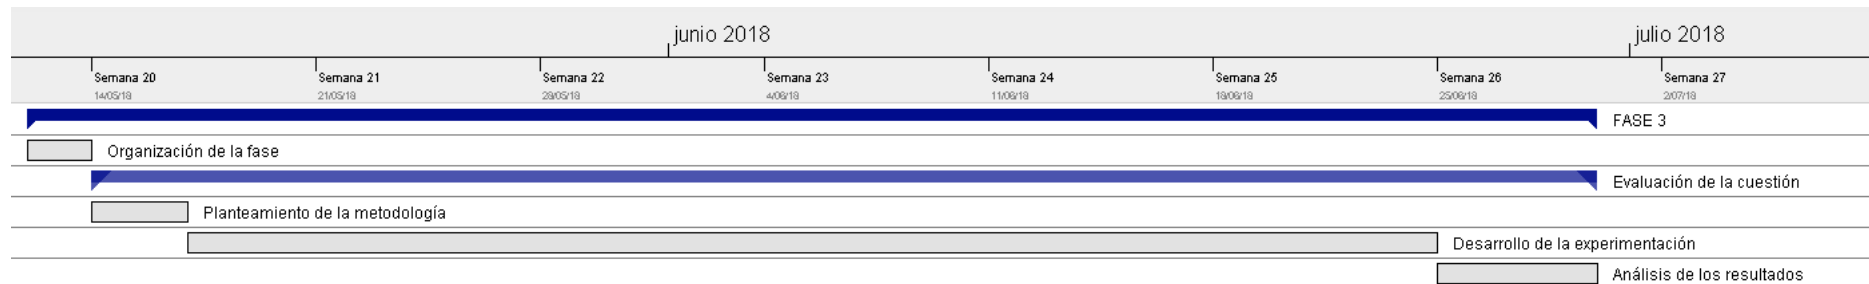 junio 2018
julio 2018
Semana 20
Semana 21
Semana 22
Semana 23
Semana 24
Semana 25
Semana 26
Semana 27
14/05/18
21/05/18
28/05/18
4/06/18
11/06/18
18/06/18
25/06/18
2/07/18
FASE 3
Organización de la fase
Evaluación de la cuestión
Planteamiento de la metodología
Desarrollo de la experimentación
Análisis de los resultados